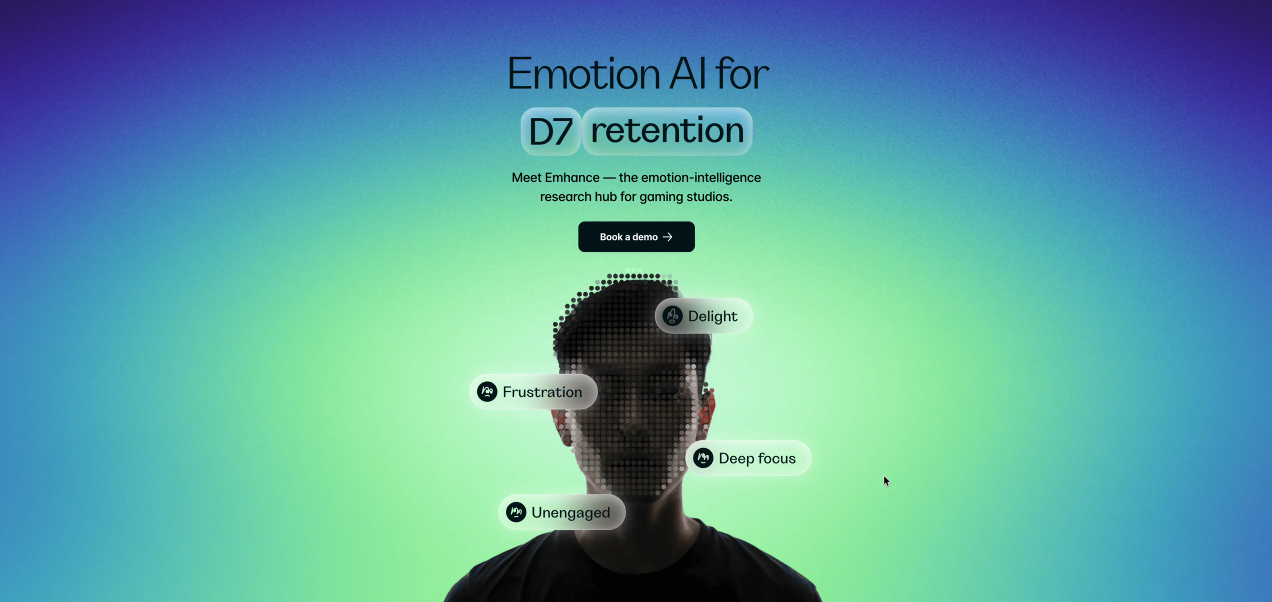 Emotion AI for
D7 retention
Meet Emhance — the emotion-intelligence
research hub for gaming studios.
Book a demo →
Delight
Frustration
Deep focus
Unengaged